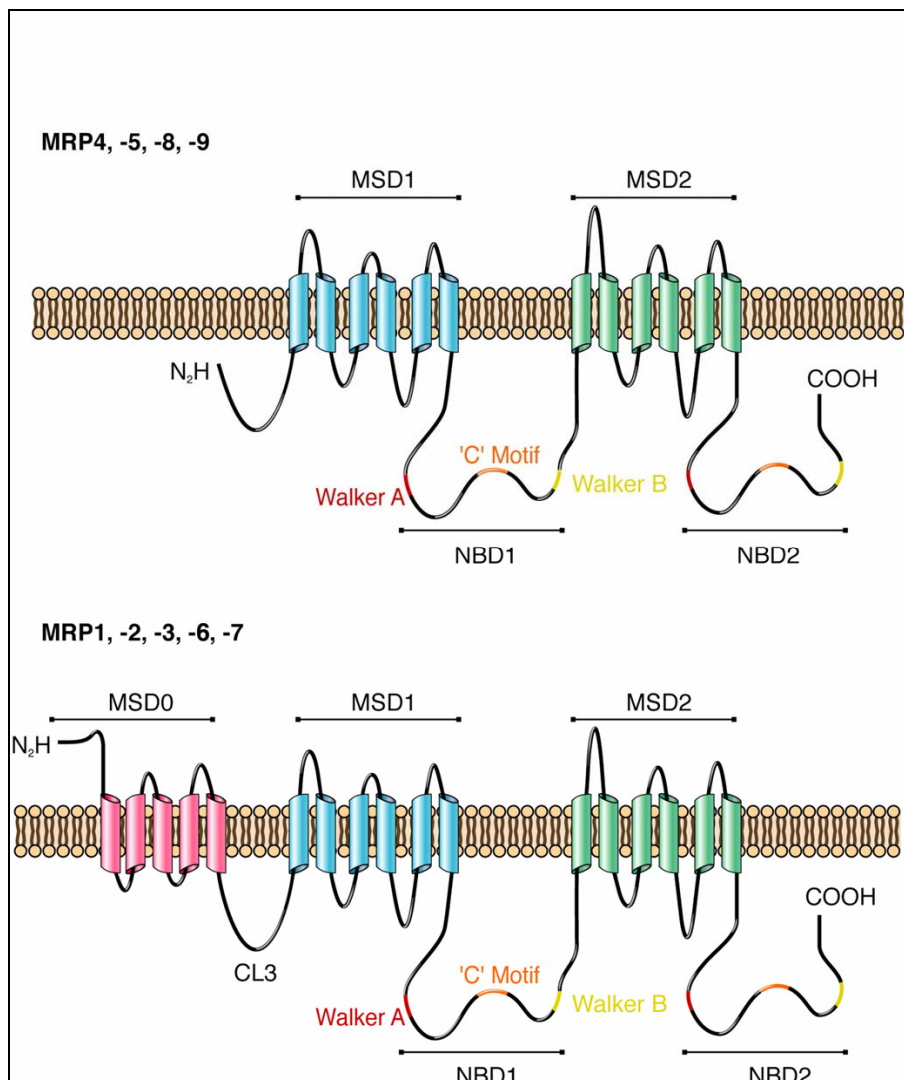 MRP4, -5, -8, -9
MSD1 MSD2
N₂H
COOH
'C' Motif
Walker A Walker B
NBD1 NBD2
MRP1, -2, -3, -6, -7
MSD0 MSD1 MSD2
N₂H
COOH
CL3
'C' Motif
Walker A Walker B
NBD1 NBD2